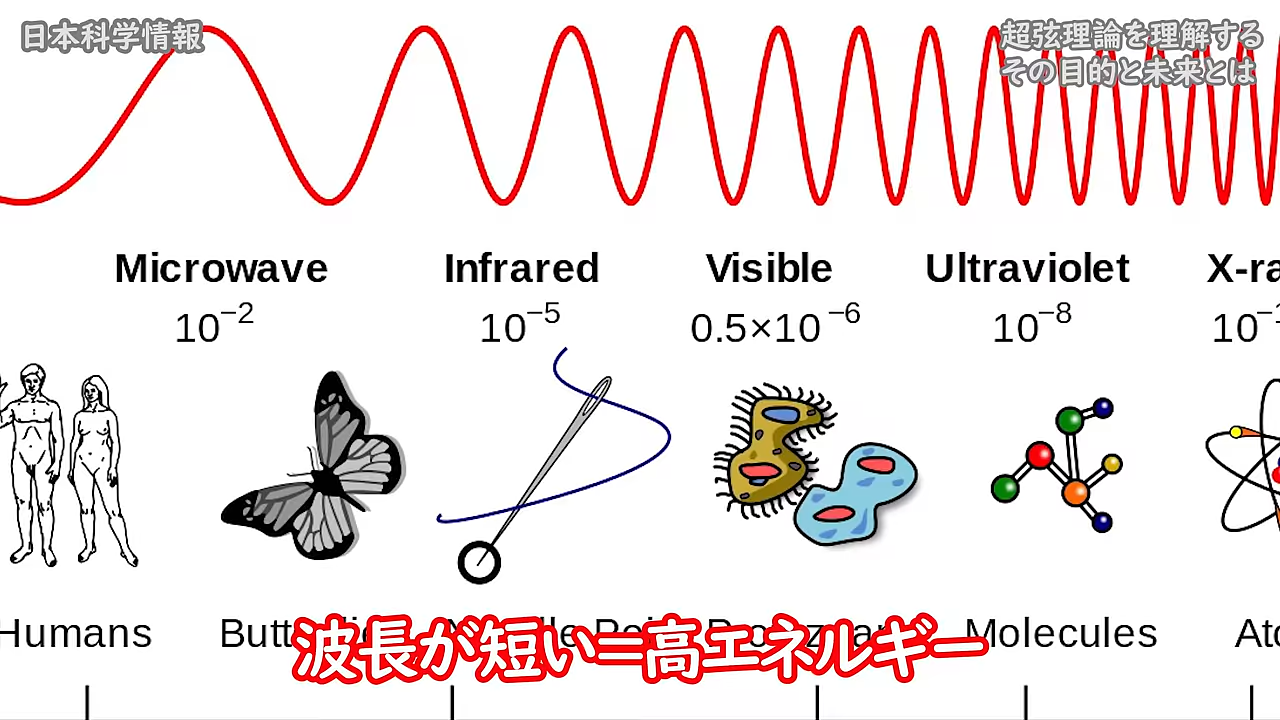 日本科学情報
超弦理論を理解する
その目的と未来とは
Microwave Infrared Visible Ultraviolet
10⁻² 10⁻⁵ 0.5×10⁻⁶ 10⁻⁸
Humans Molecules
波長が短い=高エネルギー